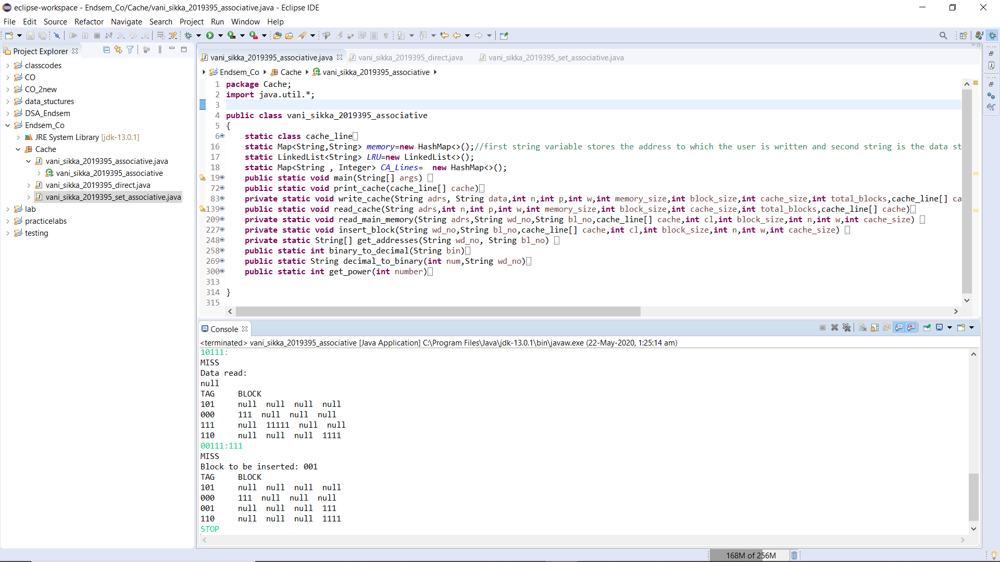 eclipse-workspace - Endsem_Co/Cache/vani_sikka_2019395_associative.java - Eclipse IDE
File Edit Source Refactor Navigate Search Project Run Window Help
Project Explorer
classcodes
CO
CO_2new
data_stuctures
DSA_Endsem
Endsem_Co
JRE System Library [jdk-13.0.1]
Cache
vani_sikka_2019395_associative.java
vani_sikka_2019395_associative
vani_sikka_2019395_direct.java
vani_sikka_2019395_set_associative.java
lab
practicelabs
testing
vani_sikka_2019395_associative.java vani_sikka_2019395_direct.java vani_sikka_2019395_set_associative.java
Endsem_Co Cache vani_sikka_2019395_associative
1 package Cache;
2 import java.util.*;
3
4 public class vani_sikka_2019395_associative
5 {
6 static class cache_line
16 static Map<String,String> memory=new HashMap<>();//first string variable stores the address to which the user is written and second string is the data st
17 static LinkedList<String> LRU=new LinkedList<>();
18 static Map<String , Integer> CA_Lines=  new HashMap<>();
19 public static void main(String[] args)
72 public static void print_cache(cache_line[] cache)
83 private static void write_cache(String adrs, String data,int n,int p,int w,int memory_size,int block_size,int cache_size,int total_blocks,cache_line[] ca
139 public static void read_cache(String adrs,int n,int p,int w,int memory_size,int block_size,int cache_size,int total_blocks,cache_line[] cache)
209 private static void read_main_memory(String adrs,String wd_no,String bl_no,cache_line[] cache,int cl,int block_size,int n,int w,int cache_size)
227 private static void insert_block(String wd_no,String bl_no,cache_line[] cache,int cl,int block_size,int n,int w,int cache_size)
248 private static String[] get_addresses(String wd_no, String bl_no)
258 public static int binary_to_decimal(String bin)
269 public static String decimal_to_binary(int num,String wd_no)
300 public static int get_power(int number)
313
314 }
315
Console
<terminated> vani_sikka_2019395_associative [Java Application] C:\Program Files\Java\jdk-13.0.1\bin\javaw.exe (22-May-2020, 1:25:14 am)
10111:
MISS
Data read:
null
TAG BLOCK
101 null null null null
000 111 null null null
111 null 11111 null null
110 null null null 1111
00111:111
MISS
Block to be inserted: 001
TAG BLOCK
101 null null null null
000 111 null null null
001 null null null 111
110 null null null 1111
STOP
168M of 256M